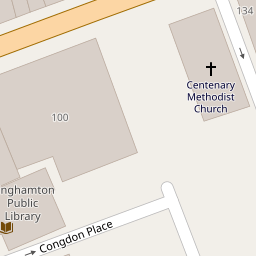 134
Centenary
Methodist
Church
100
nghamton
Public
Library
Congdon Place